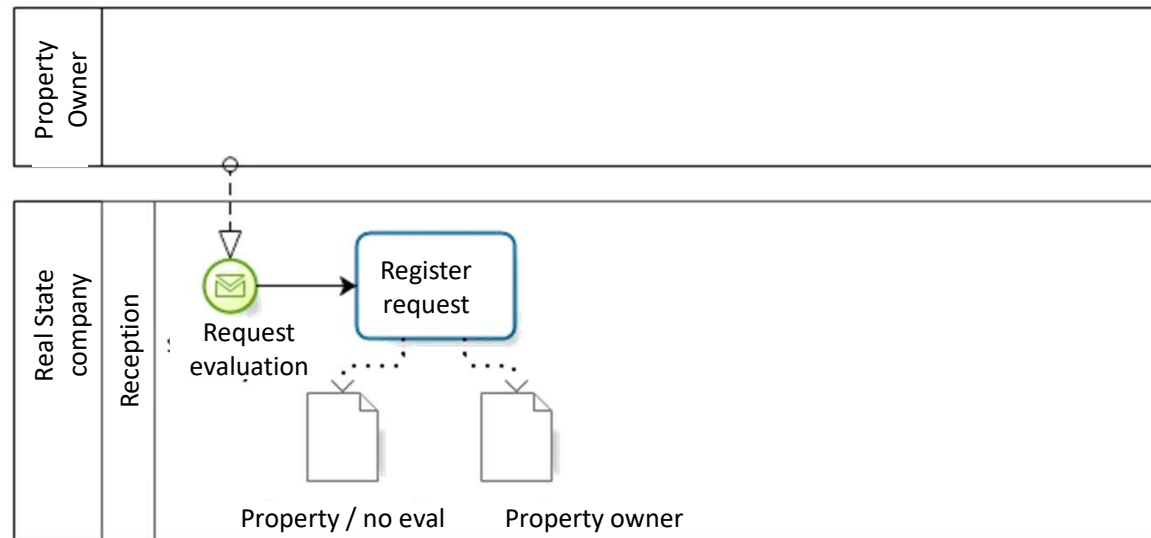 Property
Owner
Real State
company
Reception
Request
evaluation
Register
request
Property / no eval
Property owner